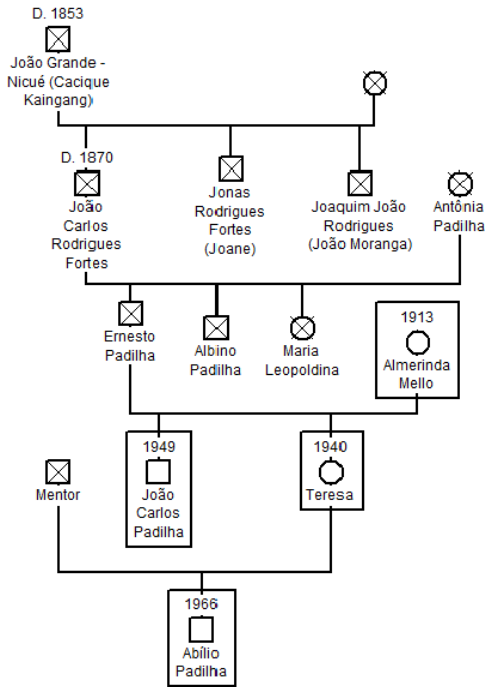 D. 1853
João Grande -
Nicué (Cacique
Kaingang)
D. 1870
João
Carlos
Rodrigues
Fortes
Jonas
Rodrigues
Fortes
(Joane)
Joaquim João
Rodrigues
(João Moranga)
Antônia
Padilha
Ernesto
Padilha
Albino
Padilha
Maria
Leopoldina
1913
Almerinda
Mello
Mentor
1949
João
Carlos
Padilha
1940
Teresa
1966
Abílio
Padilha